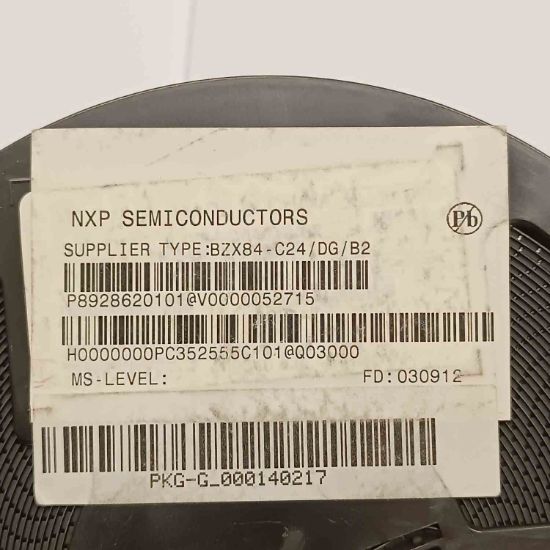 NXP SEMICONDUCTORS
Pb
SUPPLIER TYPE:BZX84-C24/DG/B2
P8928620101@V0000052715
H0000000PC352555C101@Q03000
MS-LEVEL: FD:030912
PKG-G_000140217